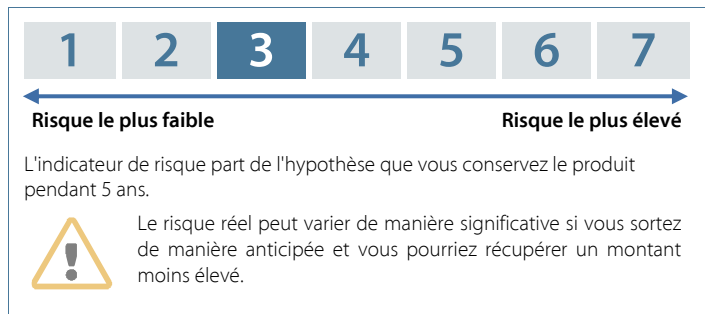 1 2 3 4 5 6 7
Risque le plus faible Risque le plus élevé
L'indicateur de risque part de l'hypothèse que vous conservez le produit
pendant 5 ans.
Le risque réel peut varier de manière significative si vous sortez
de manière anticipée et vous pourriez récupérer un montant
moins élevé.